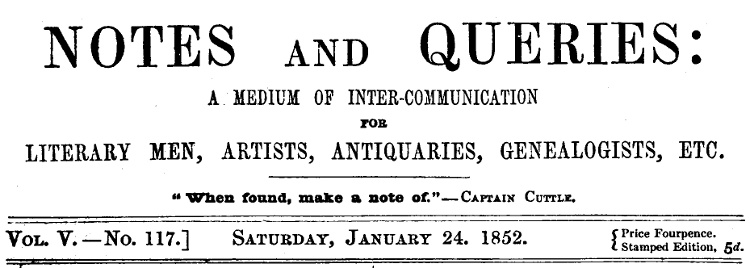 NOTES AND QUERIES:
A MEDIUM OF INTER-COMMUNICATION
FOR
LITERARY MEN, ARTISTS, ANTIQUARIES, GENEALOGISTS, ETC.
"When found, make a note of."—CAPTAIN CUTTLE.
VOL. V.—No. 117.] SATURDAY, JANUARY 24. 1852. { Price Fourpence.
{ Stamped Edition, 5d.